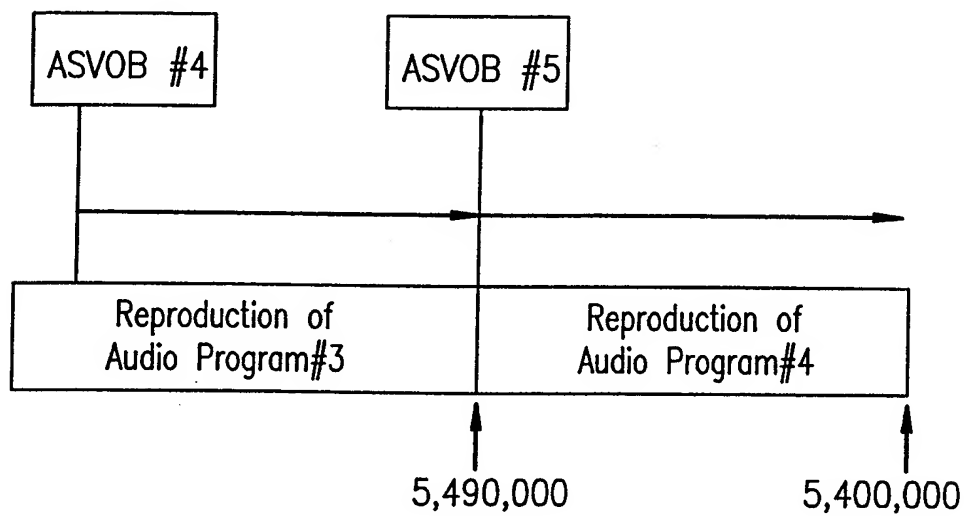 ASVOB #4
ASVOB #5
Reproduction of
Audio Program#3
Reproduction of
Audio Program#4
5,490,000
5,400,000